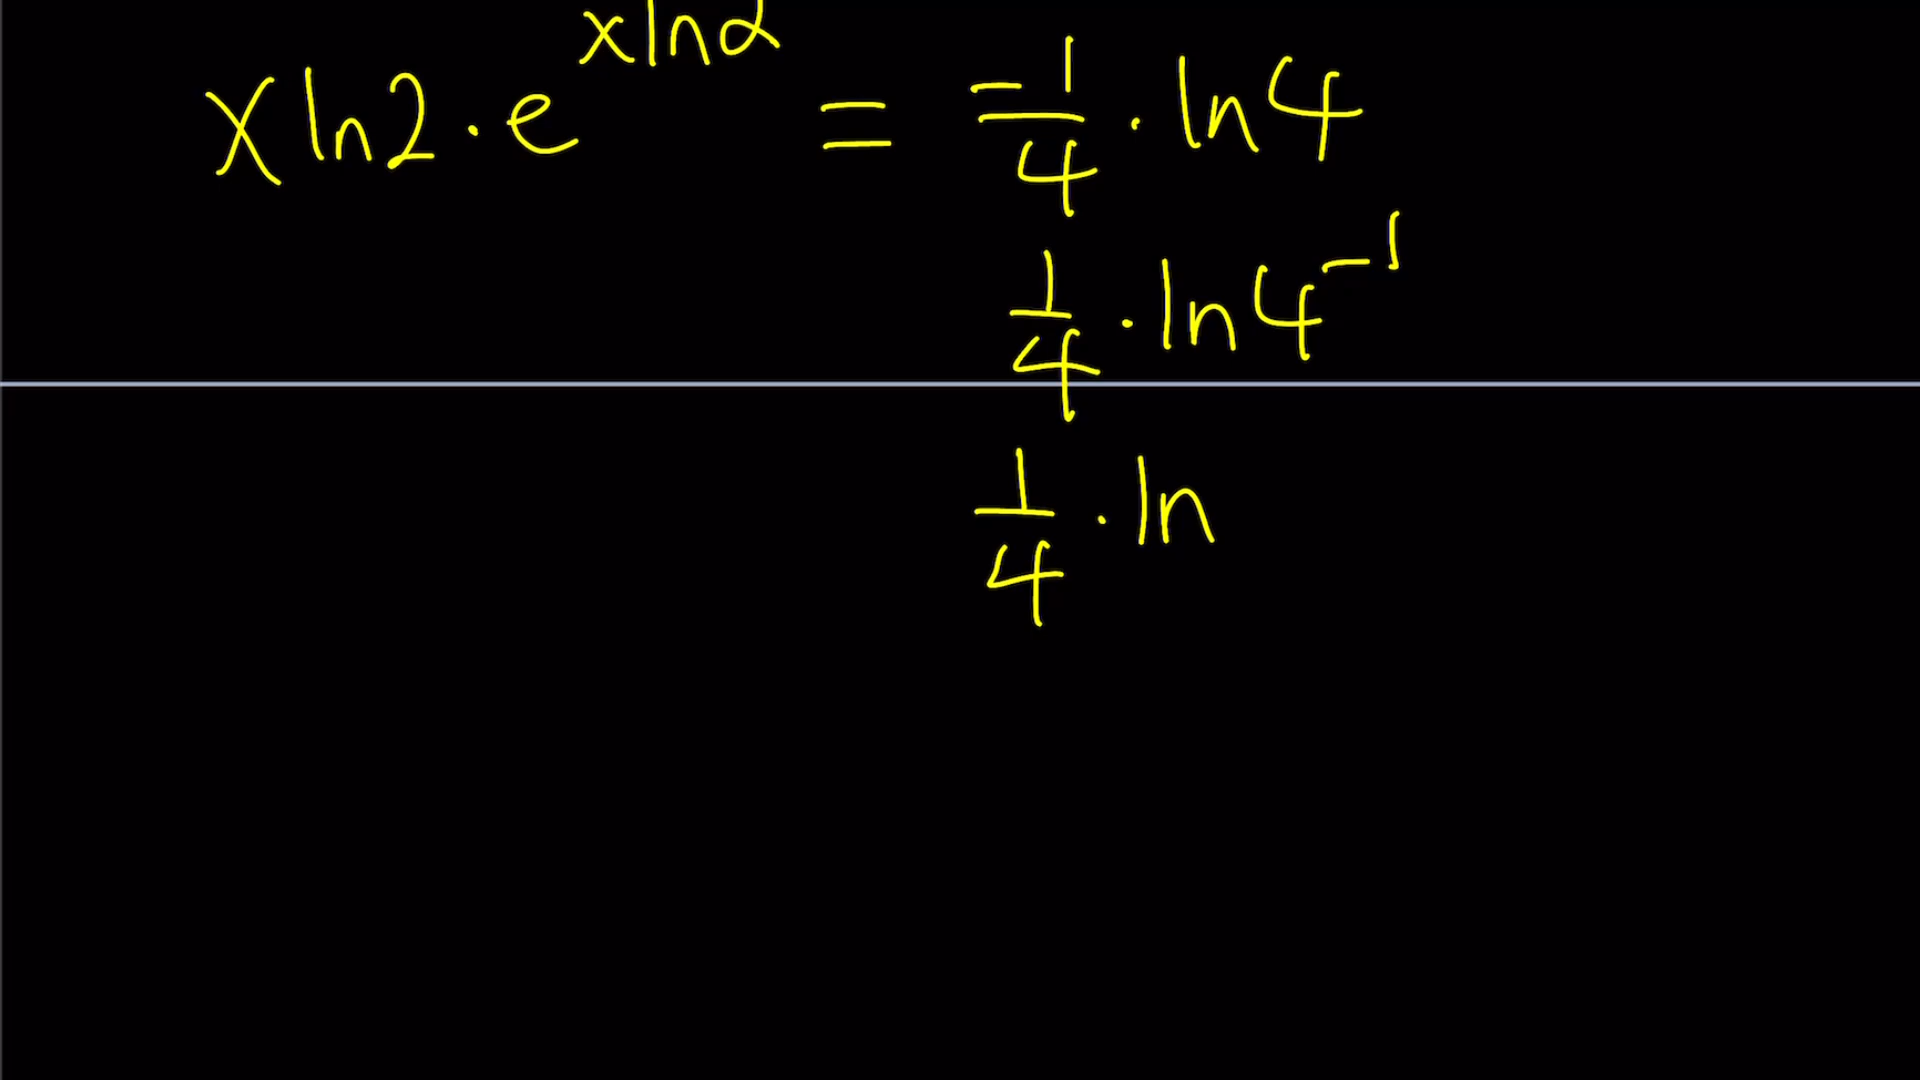 x ln2 · e^{x ln2} = -1/4 · ln4
1/4 · ln4^{-1}
1/4 · ln